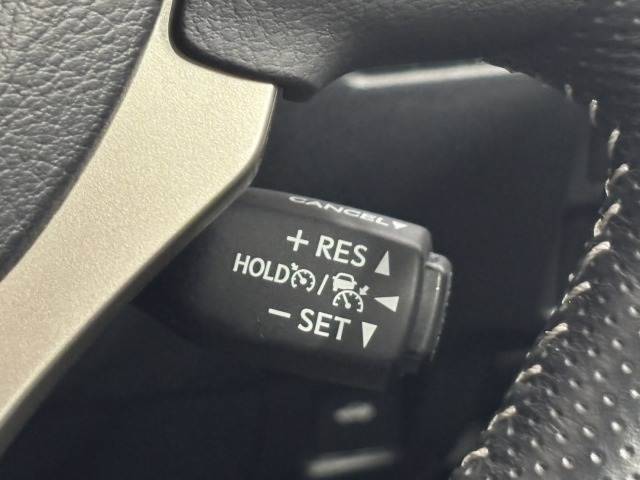 CANCEL▼
+ RES ▲
HOLD / ◀
− SET ▼